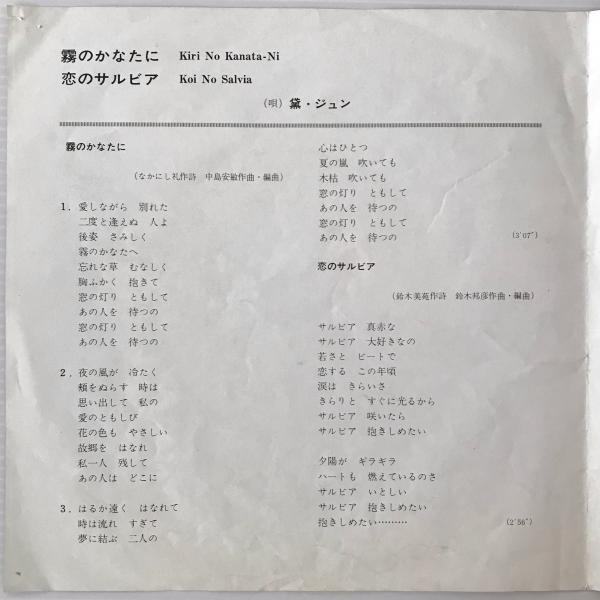 霧のかなたに Kiri No Kanata-Ni
恋のサルビア Koi No Salvia
（唄）黛・ジュン
霧のかなたに
（なかにし礼作詩 中島安敏作曲・編曲）
1．愛しながら 別れた
二度と逢えぬ 人よ
後姿 さみしく
霧のかなたへ
忘れな草 むなしく
胸ふかく 抱きて
窓の灯り ともして
あの人を 待つの
窓の灯り ともして
あの人を 待つの
2．夜の風が 冷たく
頬をぬらす 時は
思い出して 私の
愛のともしび
花の色も やさしい
故郷を はなれ
私一人 残して
あの人は どこに
3．はるか遠く はなれて
時は流れ すぎて
夢に結ぶ 二人の
心はひとつ
夏の嵐 吹いても
木枯 吹いても
窓の灯り ともして
あの人を 待つの
窓の灯り ともして
あの人を 待つの (3'07")
恋のサルビア
（鈴木美苑作詩 鈴木邦彦作曲・編曲）
サルビア 真赤な
サルビア 大好きなの
若さと ビートで
恋する この年頃
涙は きらいさ
きらりと すぐに光るから
サルビア 咲いたら
サルビア 抱きしめたい
夕陽が ギラギラ
ハートも 燃えているのさ
サルビア いとしい
サルビア 抱きしめたい
抱きしめたい……… (2'56")